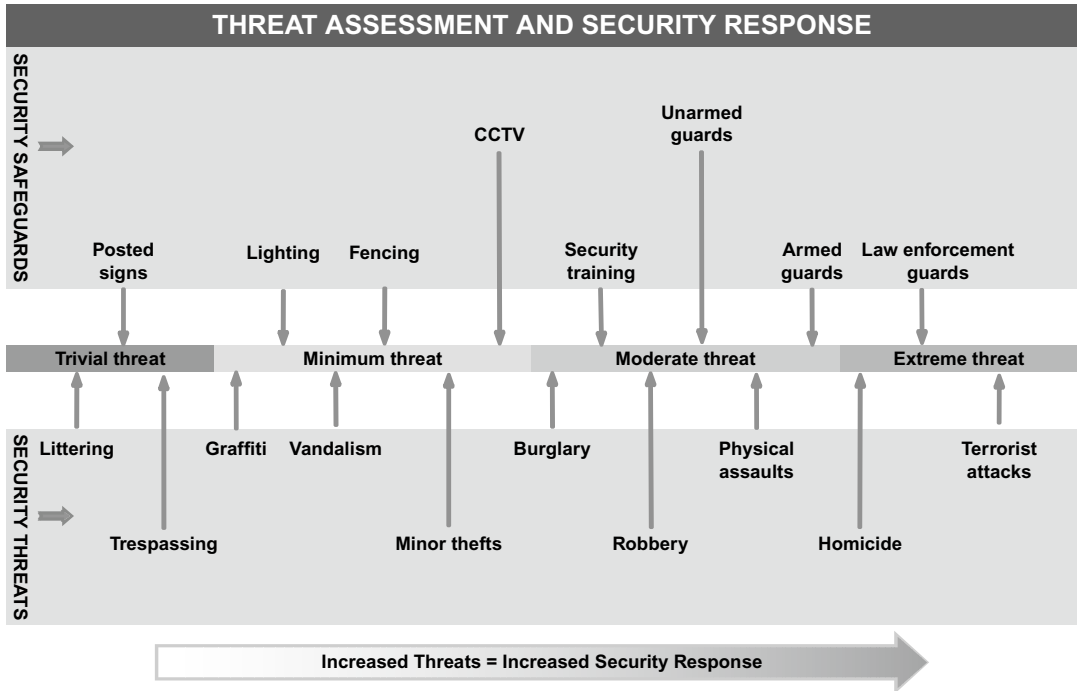 THREAT ASSESSMENT AND SECURITY RESPONSE
SECURITY SAFEGUARDS
CCTV
Unarmed
guards
Posted
signs
Lighting
Fencing
Security
training
Armed
guards
Law enforcement
guards
Trivial threat
Minimum threat
Moderate threat
Extreme threat
SECURITY THREATS
Littering
Graffiti
Vandalism
Burglary
Physical
assaults
Terrorist
attacks
Trespassing
Minor thefts
Robbery
Homicide
Increased Threats = Increased Security Response